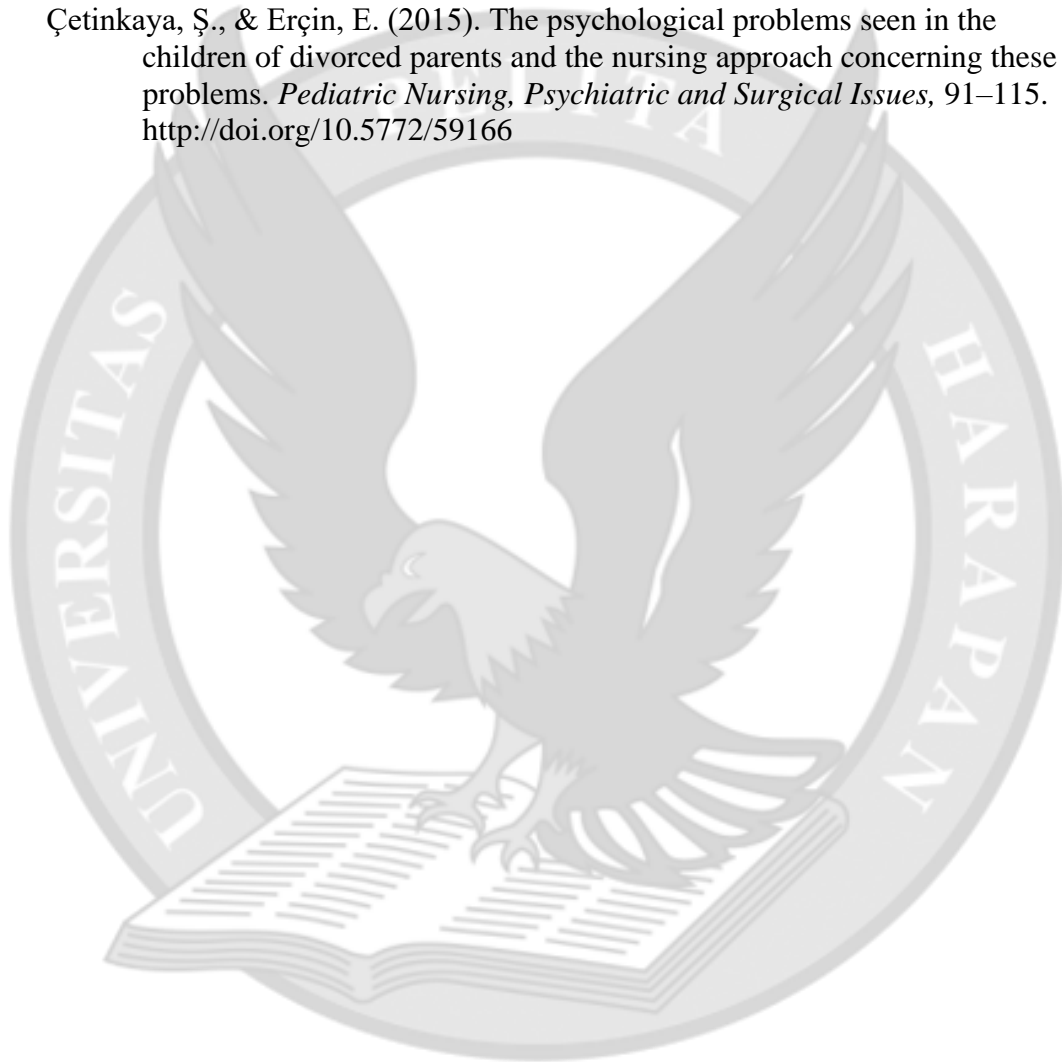 Çetinkaya, Ş., & Erçin, E. (2015). The psychological problems seen in the
children of divorced parents and the nursing approach concerning these
problems. Pediatric Nursing, Psychiatric and Surgical Issues, 91–115.
http://doi.org/10.5772/59166
UNIVERSITAS PELITA HARAPAN